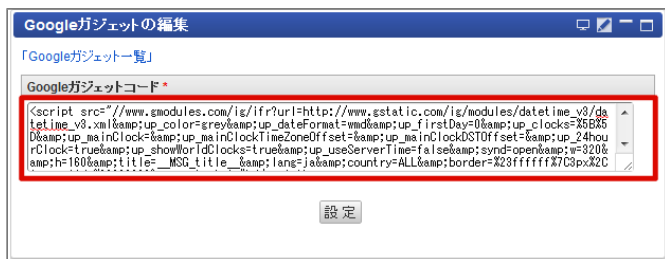 Googleガジェットの編集
「Googleガジェット一覧」
Googleガジェットコード *
<script src="//www.gmodules.com/ig/ifr?url=http://www.gstatic.com/ig/modules/datetime_v3/da
tetime_v3.xml&amp;up_color=grey&amp;up_dateFormat=wmd&amp;up_firstDay=0&amp;up_clocks=%5B%5
D&amp;up_mainClock=&amp;up_mainClockTimeZoneOffset=&amp;up_mainClockDSTOffset=&amp;up_24hou
rClock=true&amp;up_showWorldClocks=true&amp;up_useServerTime=false&amp;synd=open&amp;w=320&
amp;h=160&amp;title=__MSG_title__&amp;lang=ja&amp;country=ALL&amp;border=%23ffffff%7C3px%2C
設定